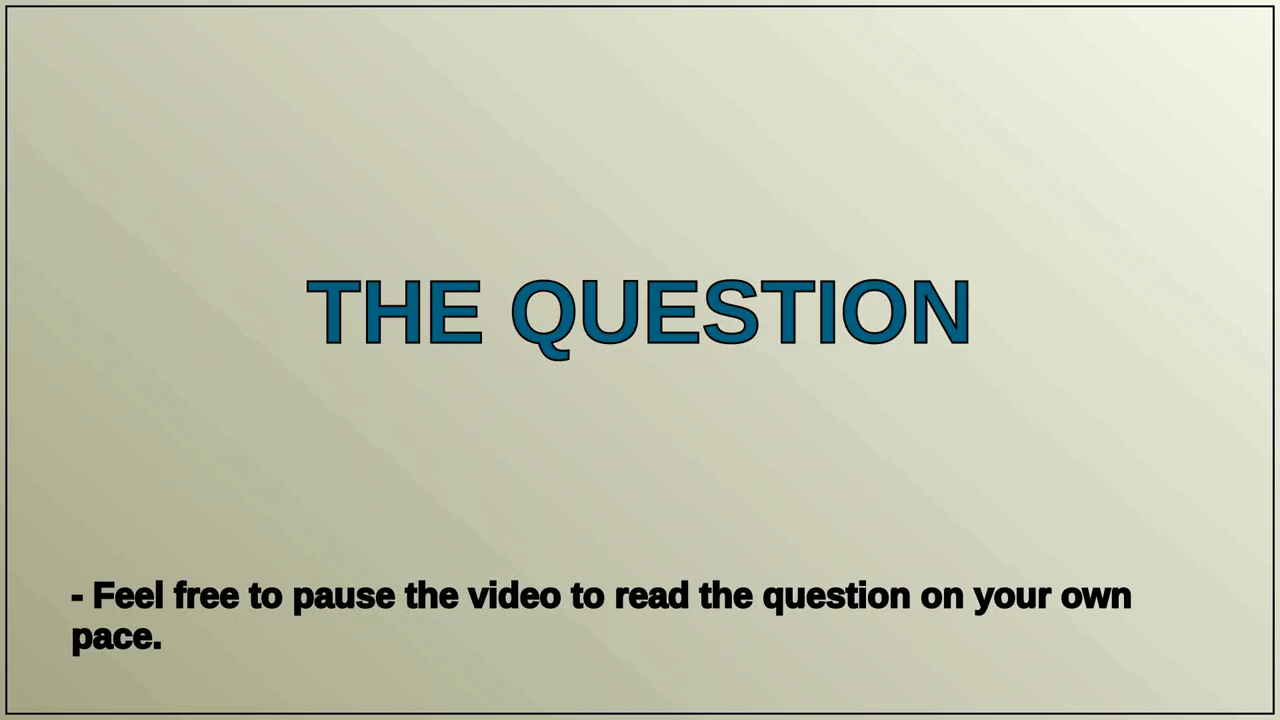 THE QUESTION
- Feel free to pause the video to read the question on your own
pace.